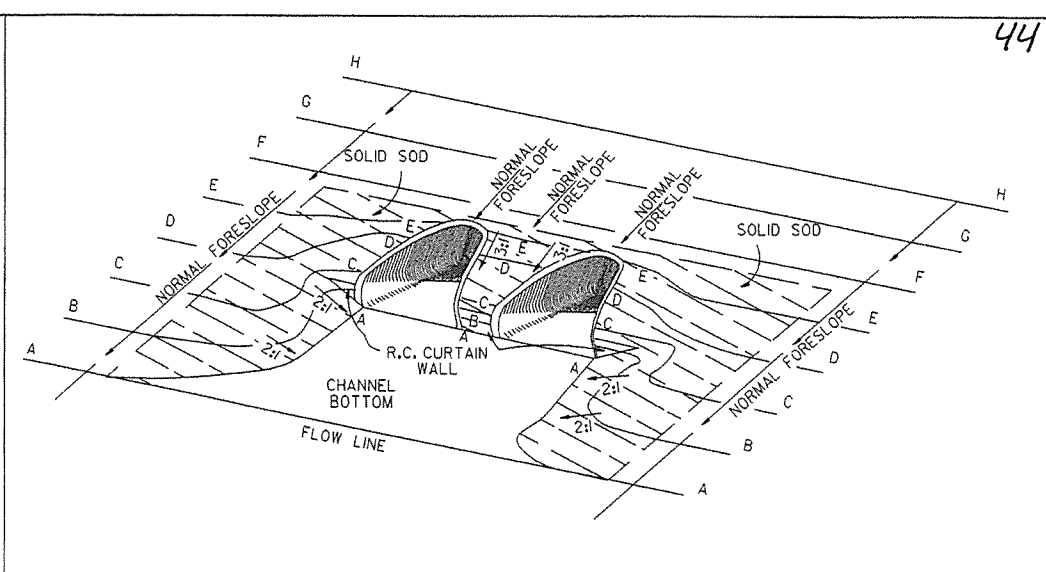 44
H
G
F
E
D
C
B
A
SOLID SOD
NORMAL FORESLOPE
NORMAL
FORESLOPE
NORMAL
FORESLOPE
NORMAL
FORESLOPE
SOLID SOD
H
G
F
E
D
C
B
A
NORMAL FORESLOPE
E
D
C
A
2:1
2:1
3:1
E
D
3:1
C
B
A
E
D
C
A
2:1
2:1
R.C. CURTAIN
WALL
CHANNEL
BOTTOM
FLOW LINE